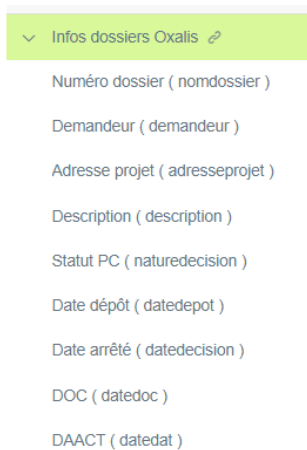 Infos dossiers Oxalis
Numéro dossier ( nomdossier )
Demandeur ( demandeur )
Adresse projet ( adresseprojet )
Description ( description )
Statut PC ( naturedecision )
Date dépôt ( datedepot )
Date arrêté ( datedecision )
DOC ( datedoc )
DAACT ( datedat )